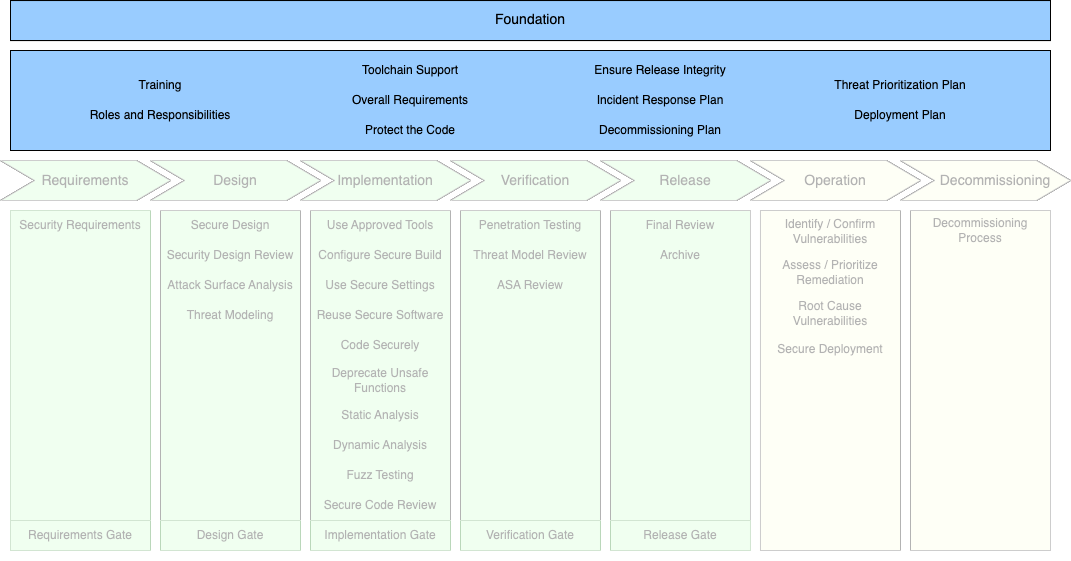 Foundation
Training
Roles and Responsibilities
Toolchain Support
Overall Requirements
Protect the Code
Ensure Release Integrity
Incident Response Plan
Decommissioning Plan
Threat Prioritization Plan
Deployment Plan
Requirements
Design
Implementation
Verification
Release
Operation
Decommissioning
Security Requirements
Requirements Gate
Secure Design
Security Design Review
Attack Surface Analysis
Threat Modeling
Design Gate
Use Approved Tools
Configure Secure Build
Use Secure Settings
Reuse Secure Software
Code Securely
Deprecate Unsafe
Functions
Static Analysis
Dynamic Analysis
Fuzz Testing
Secure Code Review
Implementation Gate
Penetration Testing
Threat Model Review
ASA Review
Verification Gate
Final Review
Archive
Release Gate
Identify / Confirm
Vulnerabilities
Assess / Prioritize
Remediation
Root Cause
Vulnerabilities
Secure Deployment
Decommissioning
Process